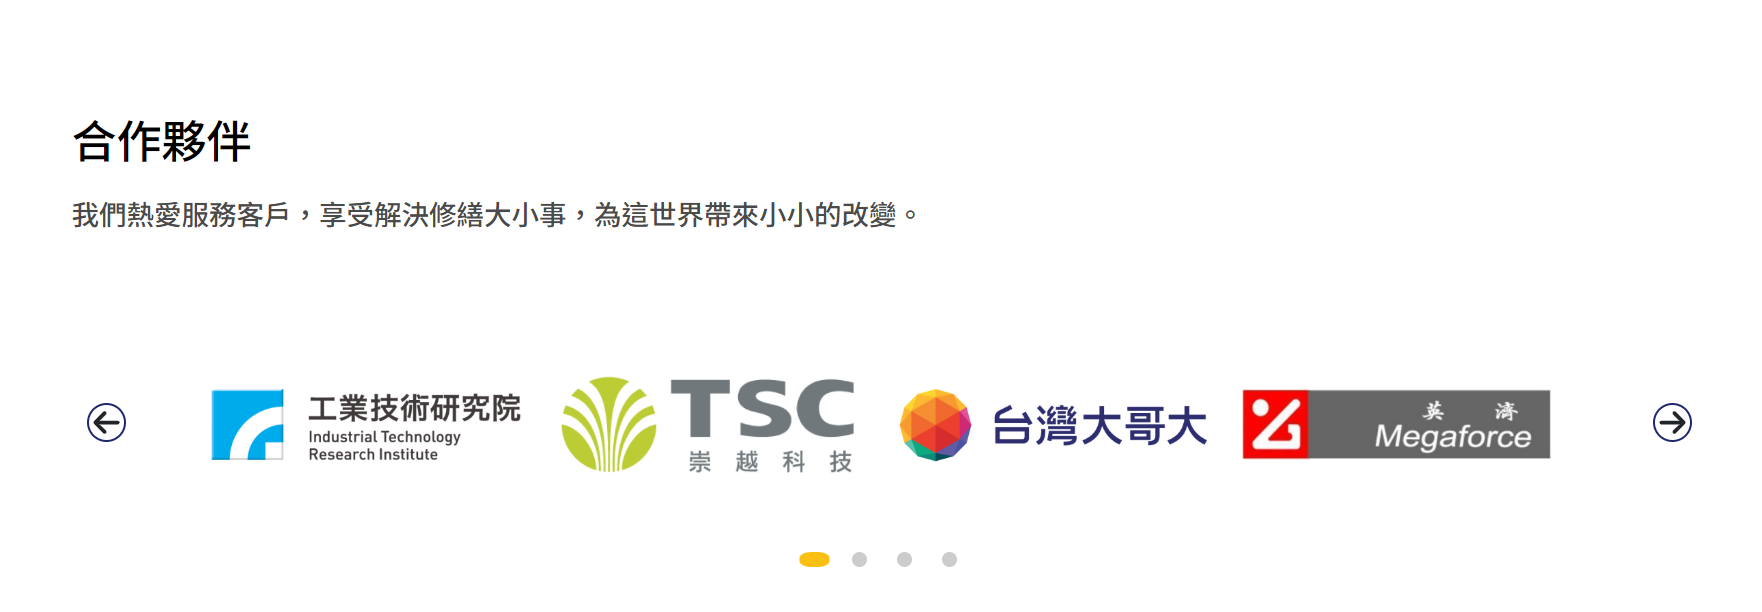 合作夥伴
我們熱愛服務客戶，享受解決修繕大小事，為這世界帶來小小的改變。
工業技術研究院
Industrial Technology
Research Institute
TSC
崇越科技
台灣大哥大
英濟
Megaforce